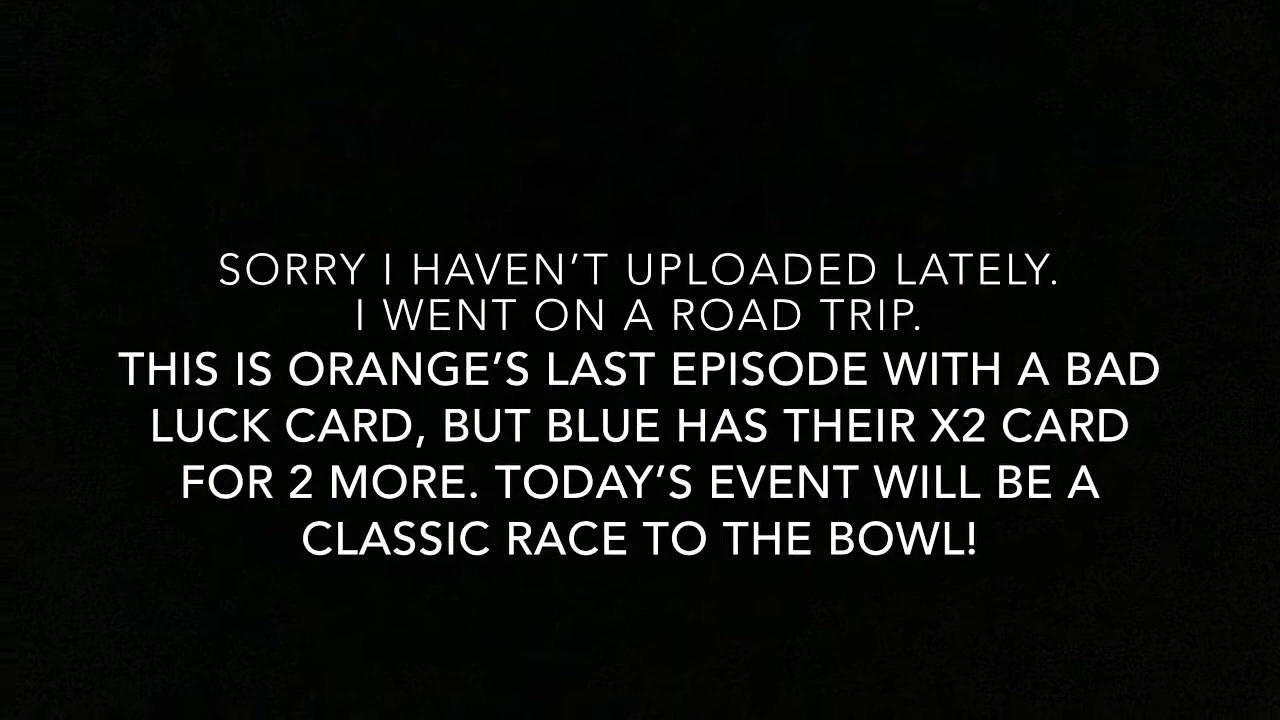 SORRY I HAVEN’T UPLOADED LATELY.
I WENT ON A ROAD TRIP.
THIS IS ORANGE’S LAST EPISODE WITH A BAD
LUCK CARD, BUT BLUE HAS THEIR X2 CARD
FOR 2 MORE. TODAY’S EVENT WILL BE A
CLASSIC RACE TO THE BOWL!